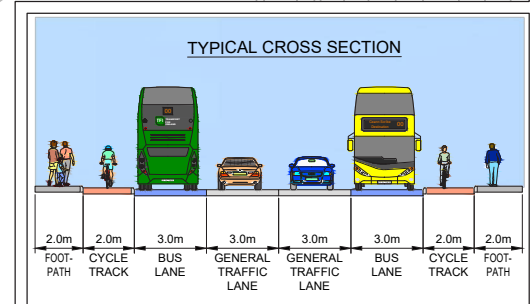 TYPICAL CROSS SECTION
2.0m 2.0m 3.0m 3.0m 3.0m 3.0m 2.0m 2.0m
FOOT-
PATH
CYCLE
TRACK
BUS
LANE
GENERAL
TRAFFIC
LANE
GENERAL
TRAFFIC
LANE
BUS
LANE
CYCLE
TRACK
FOOT-
PATH